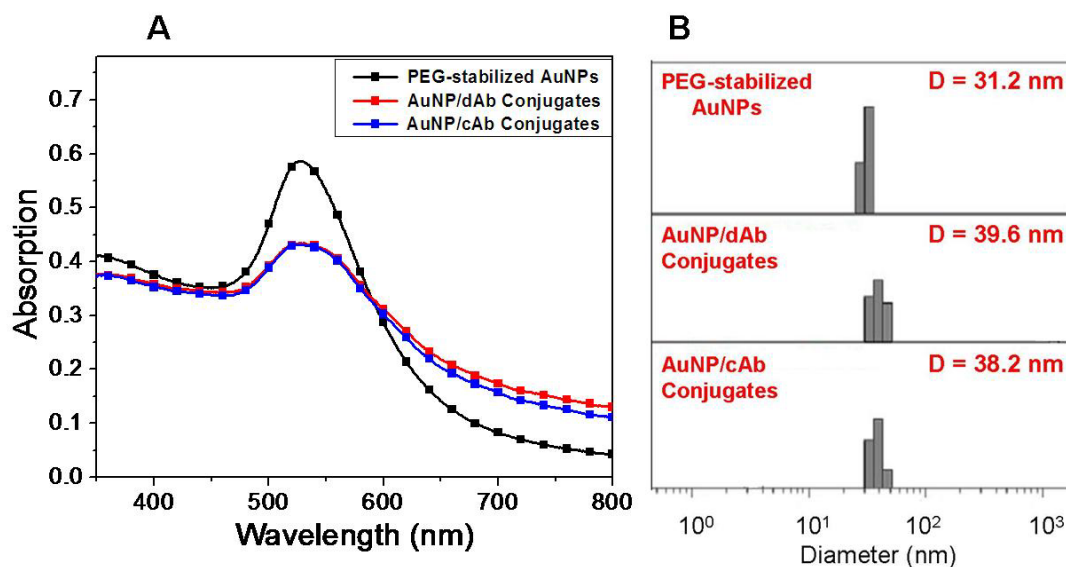 A
PEG-stabilized AuNPs
AuNP/dAb Conjugates
AuNP/cAb Conjugates
0.7
0.6
0.5
0.4
0.3
0.2
0.1
0.0
Absorption
400
500
600
700
800
Wavelength (nm)
B
PEG-stabilized
AuNPs
D = 31.2 nm
AuNP/dAb
Conjugates
D = 39.6 nm
AuNP/cAb
Conjugates
D = 38.2 nm
10⁰
10¹
10²
10³
Diameter (nm)